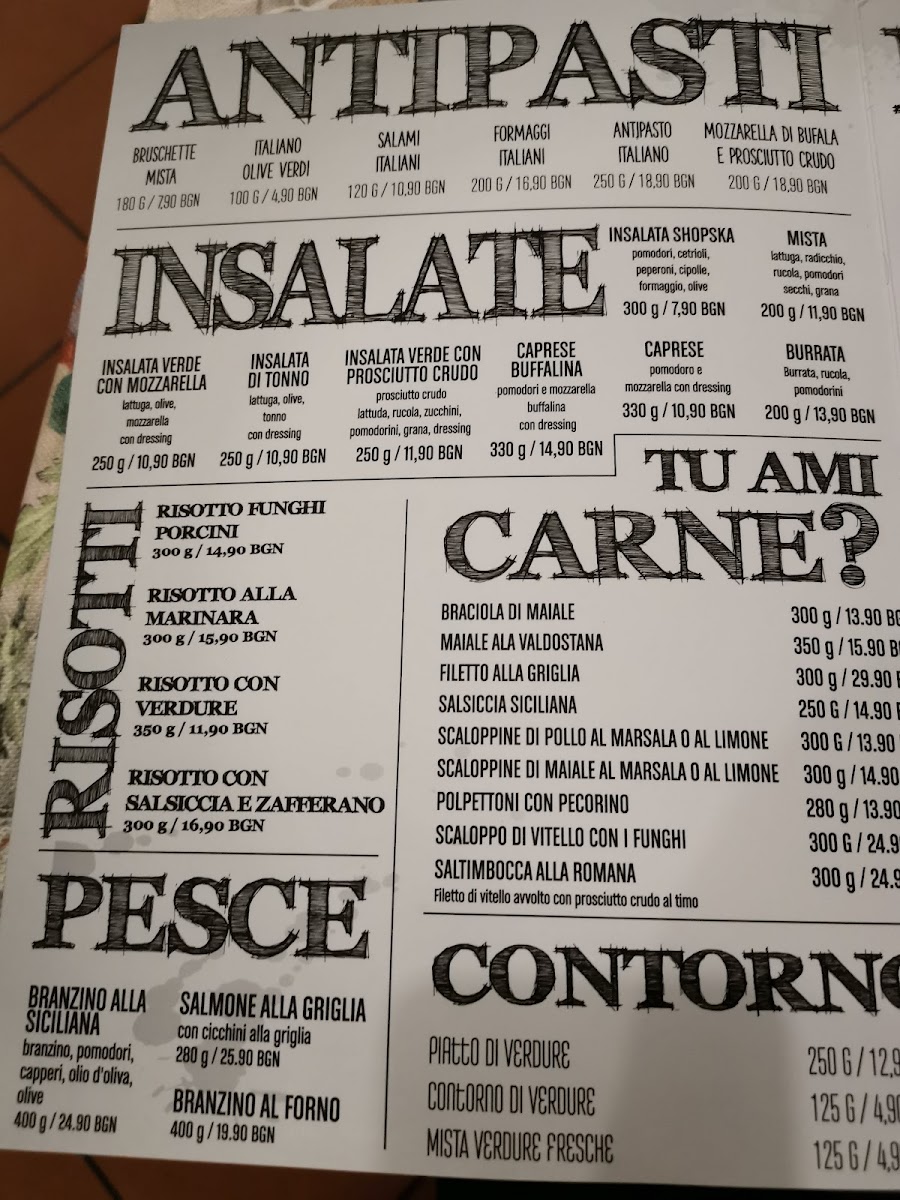 ANTIPASTI
BRUSCHETTE
MISTA
180 G / 7,90 BGN
ITALIANO
OLIVE VERDI
100 G / 4,90 BGN
SALAMI
ITALIANI
120 G / 10,90 BGN
FORMAGGI
ITALIANI
200 G / 16,90 BGN
ANTIPASTO
ITALIANO
250 G / 18,90 BGN
MOZZARELLA DI BUFALA
E PROSCIUTTO CRUDO
200 G / 18,90 BGN
INSALATE
INSALATA SHOPSKA
pomodori, cetrioli,
peperoni, cipolle,
formaggio, olive
300 g / 7,90 BGN
MISTA
lattuga, radicchio,
rucola, pomodori
secchi, grana
200 g / 11,90 BGN
INSALATA VERDE
CON MOZZARELLA
lattuga, olive,
mozzarella
con dressing
250 g / 10,90 BGN
INSALATA
DI TONNO
lattuga, olive,
tonno
con dressing
250 g / 10,90 BGN
INSALATA VERDE CON
PROSCIUTTO CRUDO
prosciutto crudo
lattuda, rucola, zucchini,
pomodorini, grana, dressing
250 g / 11,90 BGN
CAPRESE
BUFFALINA
pomodori e mozzarella
buffalina
con dressing
330 g / 14,90 BGN
CAPRESE
pomodoro e
mozzarella con dressing
330 g / 10,90 BGN
BURRATA
Burrata, rucola,
pomodorini
200 g / 13,90 BGN
RISOTTI
RISOTTO FUNGHI
PORCINI
300 g / 14,90 BGN
RISOTTO ALLA
MARINARA
300 g / 15,90 BGN
RISOTTO CON
VERDURE
350 g / 11,90 BGN
RISOTTO CON
SALSICCIA E ZAFFERANO
300 g / 16,90 BGN
TU AMI
CARNE?
BRACIOLA DI MAIALE 300 g / 13.90 BG
MAIALE ALA VALDOSTANA 350 g / 15.90 B
FILETTO ALLA GRIGLIA 300 g / 29.90
SALSICCIA SICILIANA 250 G / 14.90
SCALOPPINE DI POLLO AL MARSALA O AL LIMONE 300 G / 13.90
SCALOPPINE DI MAIALE AL MARSALA O AL LIMONE 300 g / 14.90
POLPETTONI CON PECORINO 280 g / 13.90
SCALOPPO DI VITELLO CON I FUNGHI 300 G / 24.9
SALTIMBOCCA ALLA ROMANA 300 g / 24.9
Filetto di vitello avvolto con prosciutto crudo al timo
PESCE
BRANZINO ALLA
SICILIANA
branzino, pomodori,
capperi, olio d'oliva,
olive
400 g / 24.90 BGN
SALMONE ALLA GRIGLIA
con cicchini alla griglia
280 g / 25.90 BGN
BRANZINO AL FORNO
400 g / 19.90 BGN
CONTORNO
PIATTO DI VERDURE 250 G / 12,9
CONTORNO DI VERDURE 125 G / 4,90
MISTA VERDURE FRESCHE 125 G / 4,9